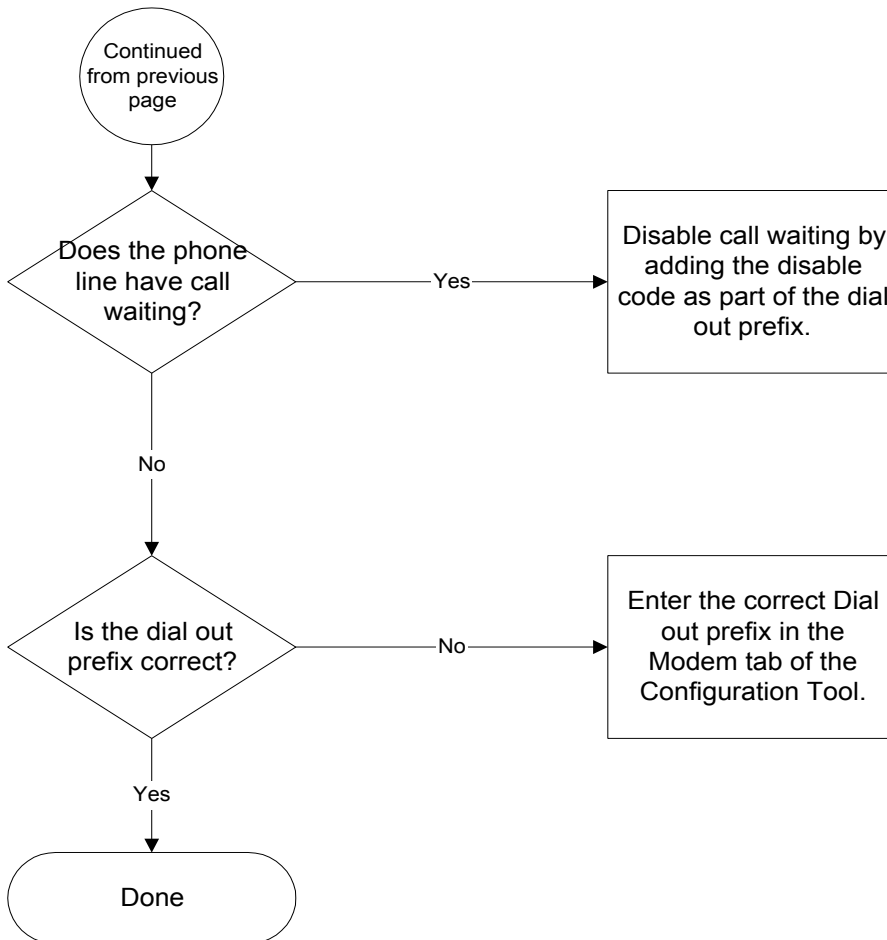 Continued
from previous
page
Does the phone
line have call
waiting?
Yes
Disable call waiting by
adding the disable
code as part of the dial
out prefix.
No
Is the dial out
prefix correct?
No
Enter the correct Dial
out prefix in the
Modem tab of the
Configuration Tool.
Yes
Done